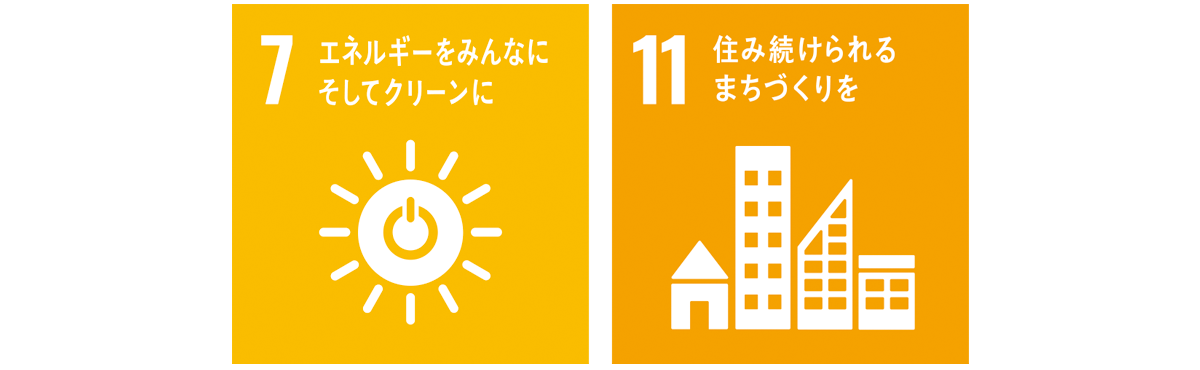 7
エネルギーをみんなに
そしてクリーンに
11
住み続けられる
まちづくりを